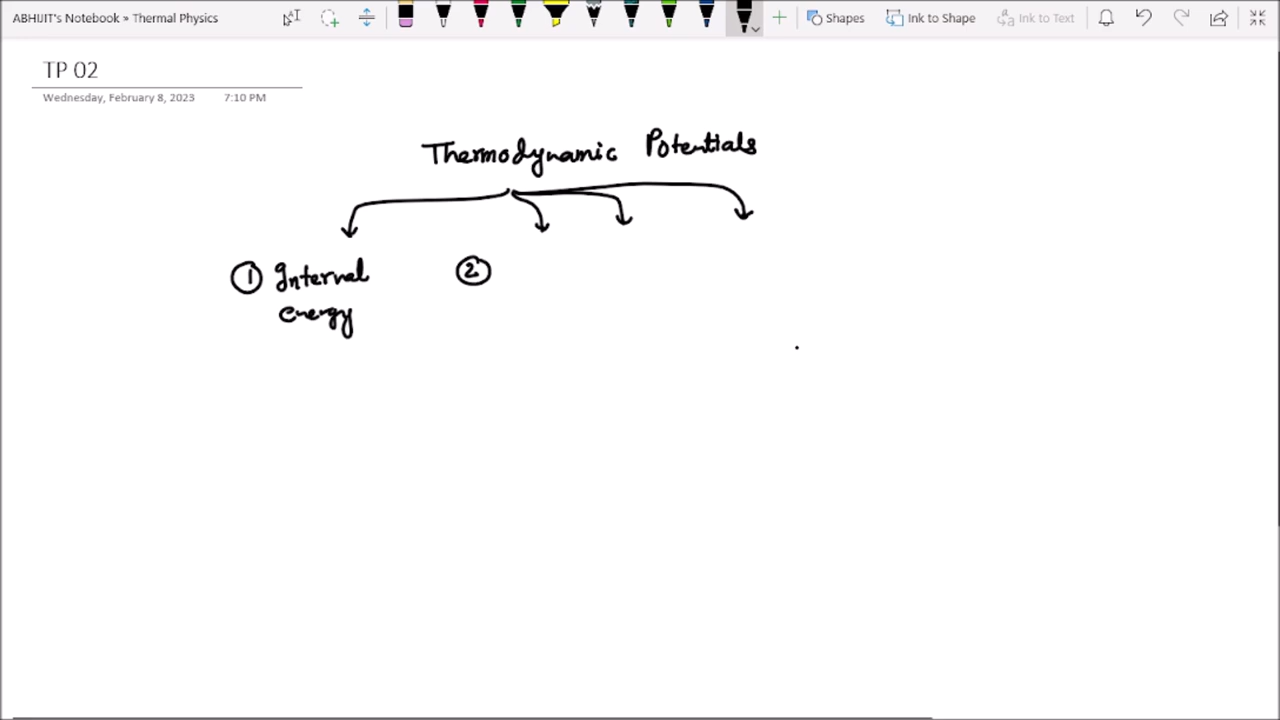 ABHIJIT's Notebook » Thermal Physics
Shapes
Ink to Shape
Ink to Text
TP 02
Wednesday, February 8, 2023 7:10 PM
Thermodynamic Potentials
① Internal ②
energy